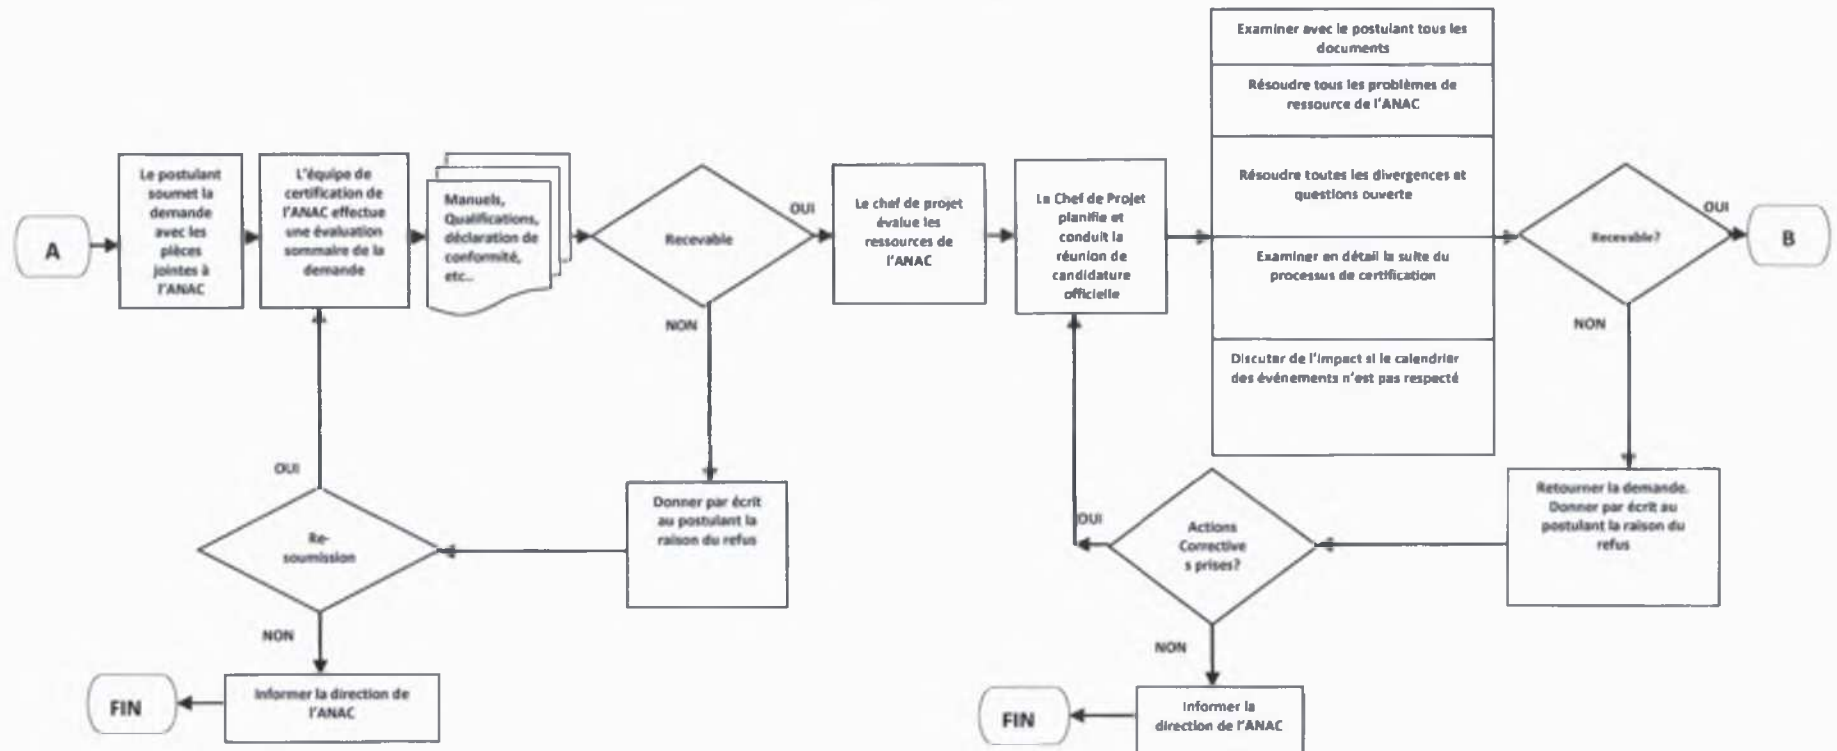 A
Le postulant
soumet la
demande
avec les
pièces
jointes à
l'ANAC
L'équipe de
certification de
l'ANAC effectue
une évaluation
sommaire de la
demande
Manuels,
Qualifications,
déclaration de
conformité,
etc..
Recevable
OUI
NON
Le chef de projet
évalue les
ressources de
l'ANAC
Le Chef de Projet
planifie et
conduit la
réunion de
candidature
officielle
Examiner avec le postulant tous les
documents
Résoudre tous les problèmes de
ressource de l'ANAC
Résoudre toutes les divergences et
questions ouverte
Examiner en détail la suite du
processus de certification
Discuter de l'impact si le calendrier
des événements n'est pas respecté
Recevable?
OUI
B
NON
Donner par écrit
au postulant la
raison du refus
Re-
soumission
OUI
NON
Informer la direction de
l'ANAC
FIN
Retourner la demande.
Donner par écrit au
postulant la raison du
refus
Actions
Corrective
s prises?
OUI
NON
Informer la
direction de l'ANAC
FIN